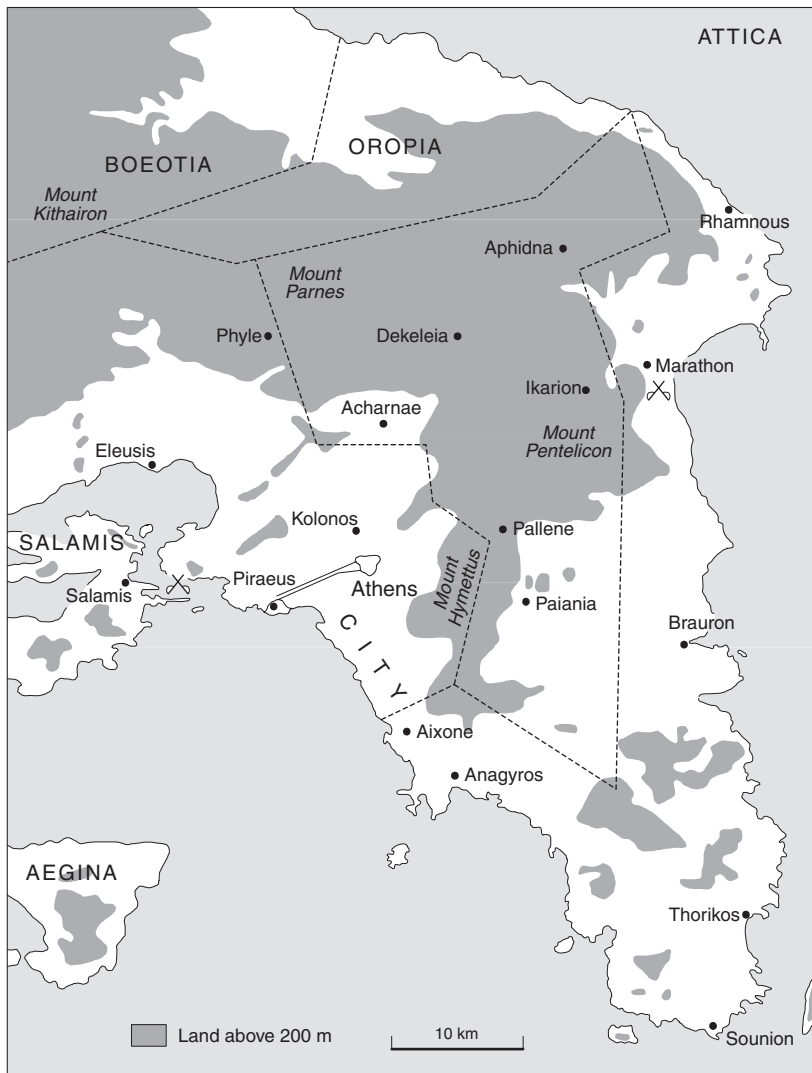 ATTICA
OROPIA
BOEOTIA
Mount
Kithairon
Rhamnous
Aphidna
Mount
Parnes
Phyle
Dekeleia
Marathon
Ikarion
Acharnae
Mount
Pentelicon
Eleusis
Kolonos
Pallene
SALAMIS
Piraeus
Athens
Salamis
Mount
Hymettus
Paiania
Brauron
CITY
Aixone
Anagyros
AEGINA
Thorikos
Land above 200 m
10 km
Sounion